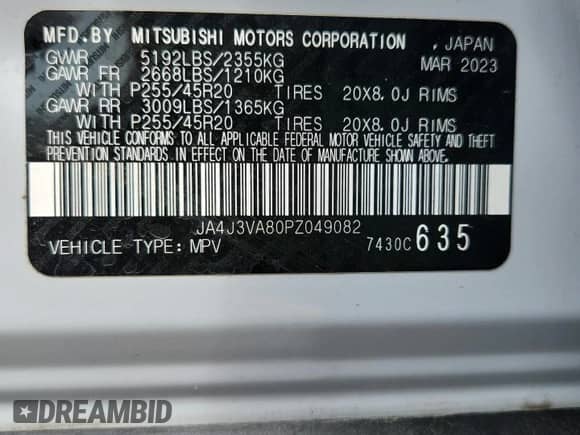 MFD.BY MITSUBISHI MOTORS CORPORATION , JAPAN
GVWR 5192LBS/2355KG MAR 2023
GAWR FR 2668LBS/1210KG
WITH P255/45R20 TIRES 20X8.0J RIMS
GAWR RR 3009LBS/1365KG
WITH P255/45R20 TIRES 20X8.0J RIMS
THIS VEHICLE CONFORMS TO ALL APPLICABLE FEDERAL MOTOR VEHICLE SAFETY AND THEFT
PREVENTION STANDARDS IN EFFECT ON THE DATE OF MANUFACTURE SHOWN ABOVE.
JA4J3VA80PZ049082
VEHICLE TYPE: MPV 7430C 635
DREAMBID